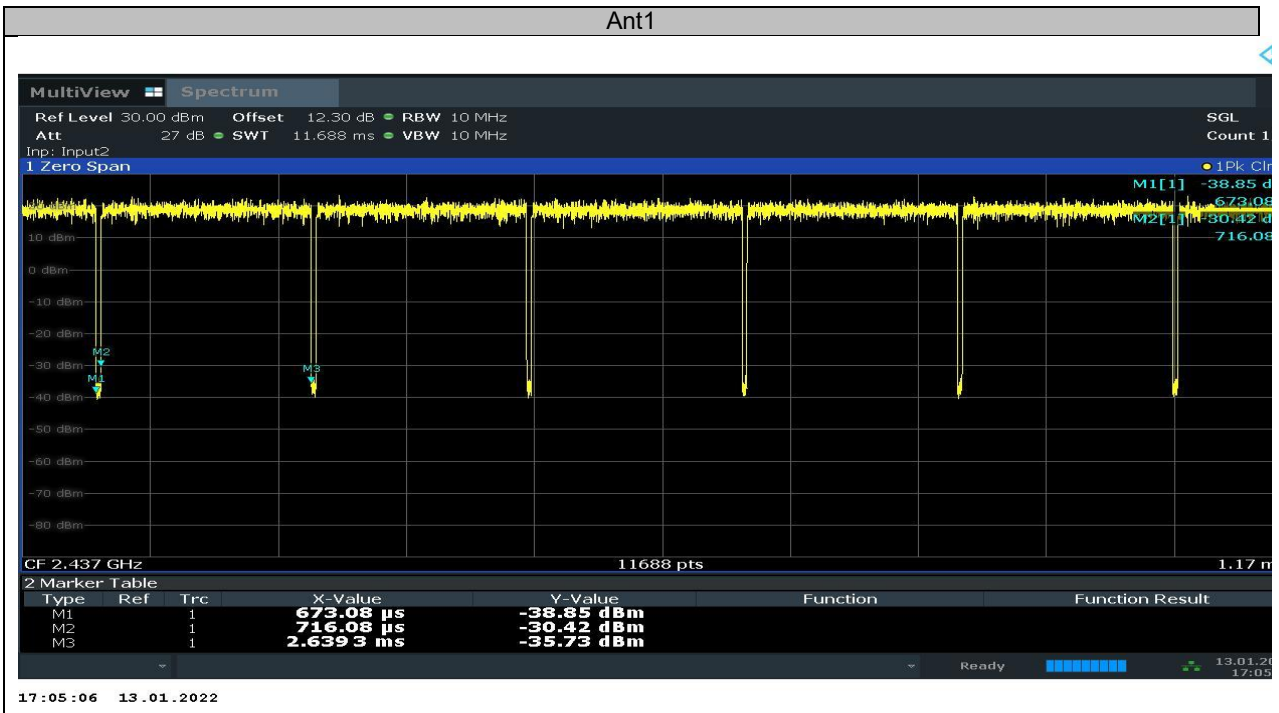 Ant1
MultiView Spectrum
Ref Level 30.00 dBm Offset 12.30 dB RBW 10 MHz SGL
Att 27 dB SWT 11.688 ms VBW 10 MHz Count 1
Inp: Input2
1 Zero Span 1Pk Clr
M1[1] -38.85 d
673.08
M2[1] -30.42 d
716.08
10 dBm
0 dBm
-10 dBm
-20 dBm
M2
-30 dBm
M3
M1
-40 dBm
-50 dBm
-60 dBm
-70 dBm
-80 dBm
CF 2.437 GHz 11688 pts 1.17 m
2 Marker Table
Type Ref Trc X-Value Y-Value Function Function Result
M1 1 673.08 µs -38.85 dBm
M2 1 716.08 µs -30.42 dBm
M3 1 2.639 3 ms -35.73 dBm
Ready 13.01.20
17:05
17:05:06 13.01.2022